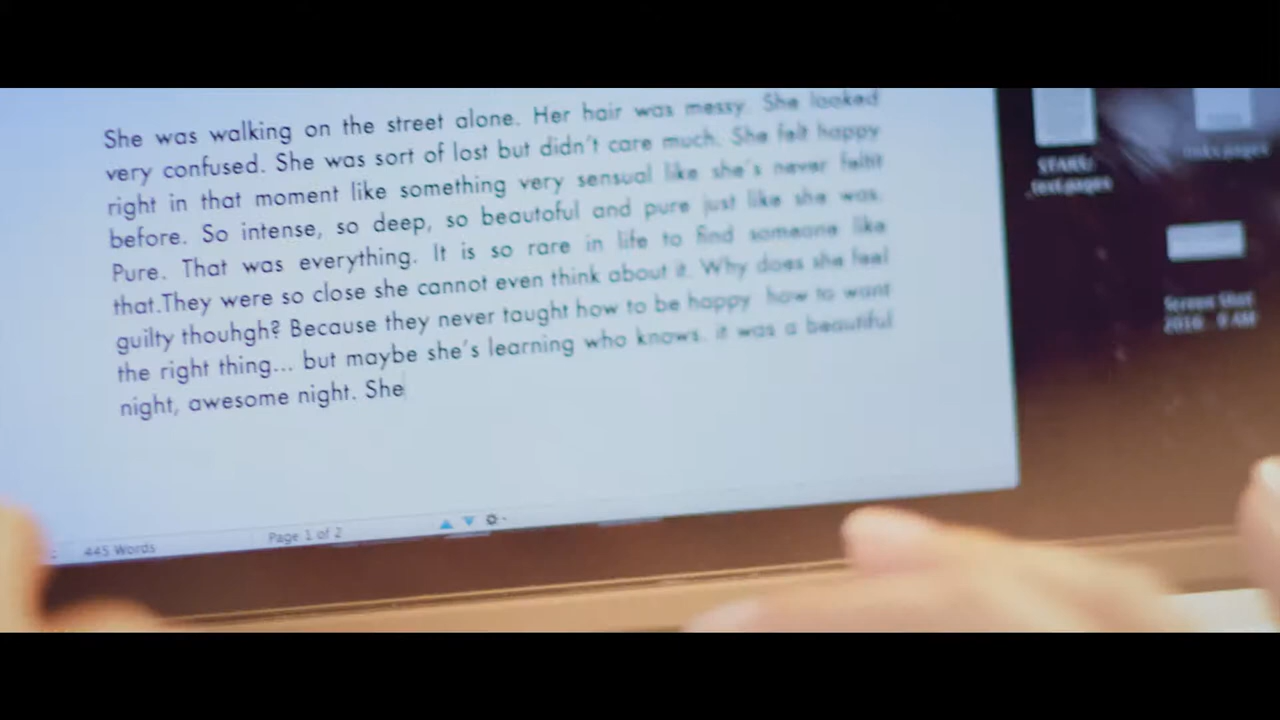 She was walking on the street alone. Her hair was messy. She looked
very confused. She was sort of lost but didn't care much. She felt happy
right in that moment like something very sensual like she's never feltit
before. So intense, so deep, so beautoful and pure just like she was.
Pure. That was everything. It is so rare in life to find someone like
that.They were so close she cannot even think about it. Why does she feel
guilty thouhgh? Because they never taught how to be happy how to want
the right thing... but maybe she's learning who knows. it was a beautiful
night, awesome night. She
445 Words
Page 1 of 2
text.pages
Screen Shot
2016